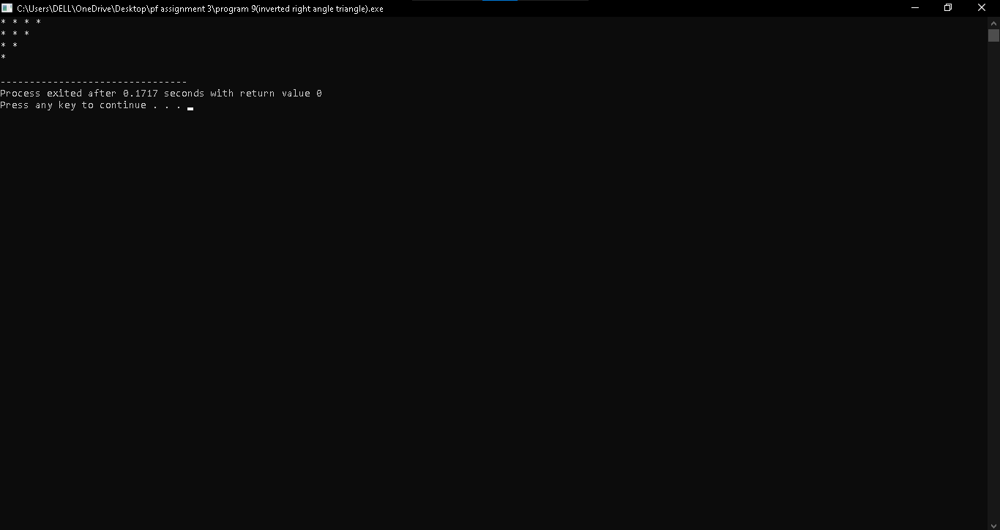 C:\Users\DELL\OneDrive\Desktop\pf assignment 3\program 9(inverted right angle triangle).exe
* * * *
* * *
* *
*
--------------------------------
Process exited after 0.1717 seconds with return value 0
Press any key to continue . . .